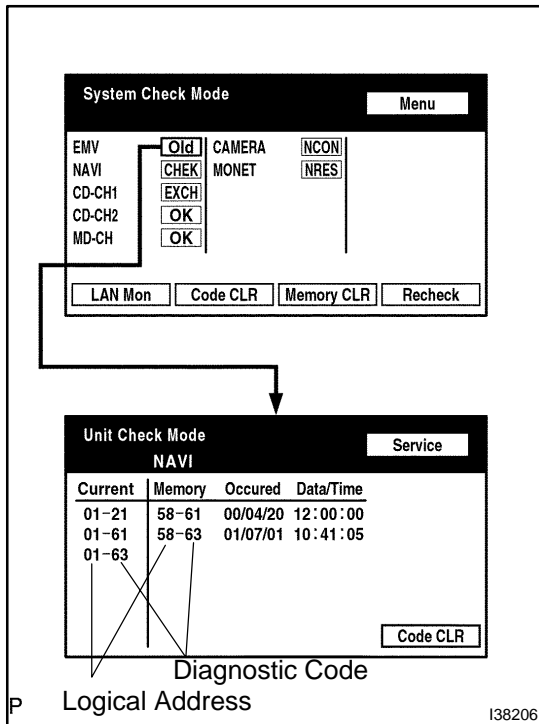 System Check Mode
Menu
EMV Old CAMERA NCON
NAVI CHEK MONET NRES
CD-CH1 EXCH
CD-CH2 OK
MD-CH OK
LAN Mon Code CLR Memory CLR Recheck
Unit Check Mode
Service
NAVI
Current Memory Occured Data/Time
01-21 58-61 00/04/20 12:00:00
01-61 58-63 01/07/01 10:41:05
01-63
Code CLR
Diagnostic Code
P Logical Address
I38206